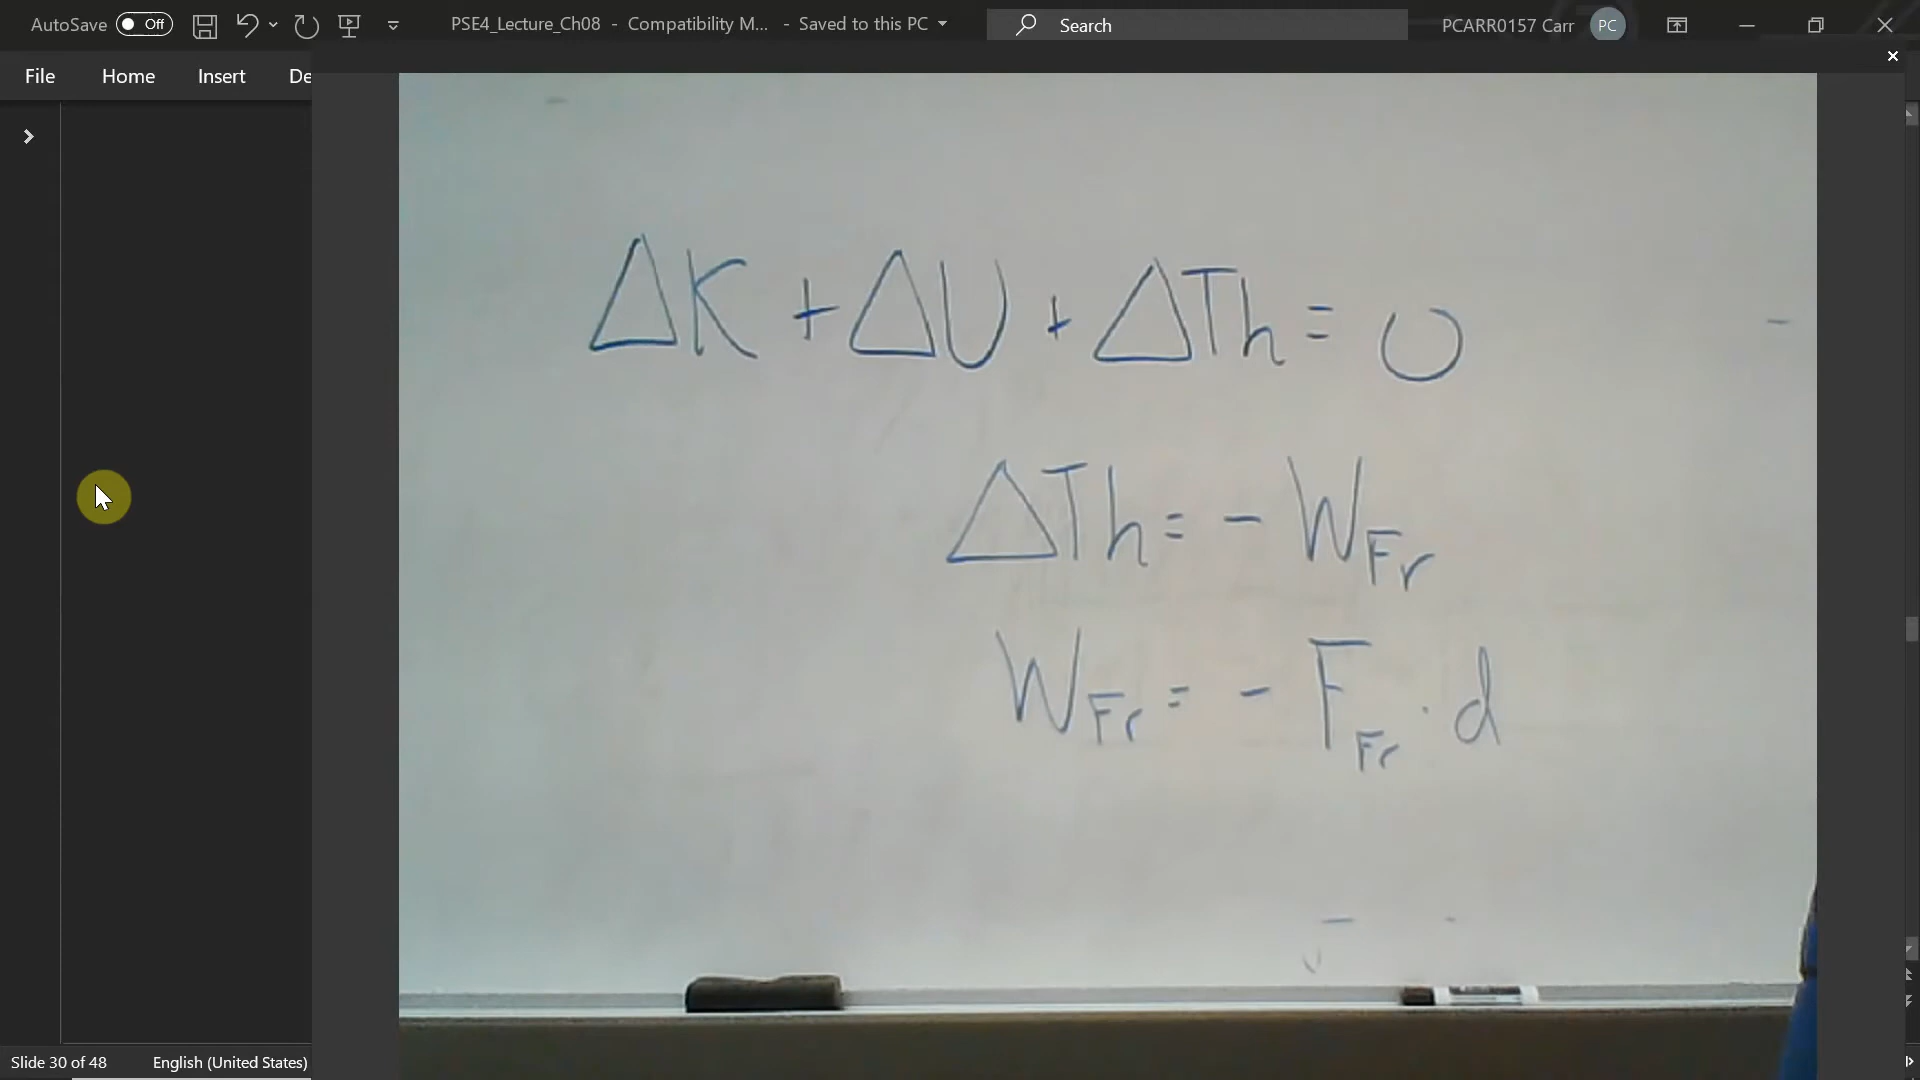 AutoSave Off PSE4_Lecture_Ch08 - Compatibility M... - Saved to this PC Search PCARR0157 Carr PC
File Home Insert De
ΔK + ΔU + ΔTh = 0
ΔTh = - W_Fr
W_Fr = - F_Fr · d
Slide 30 of 48 English (United States)